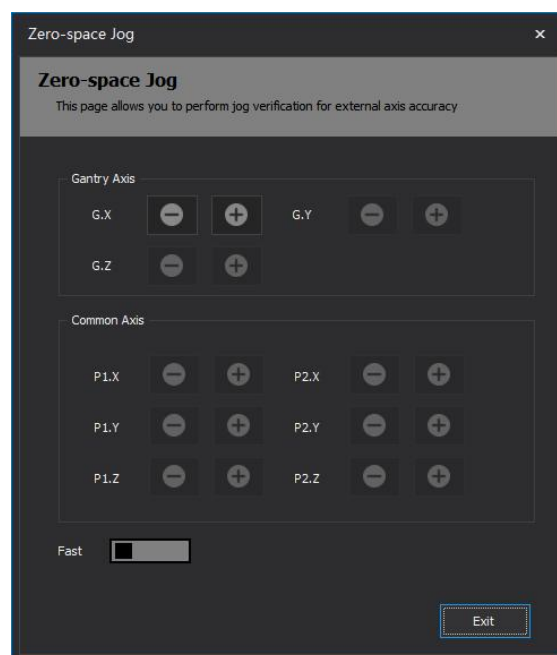 Zero-space Jog
Zero-space Jog
This page allows you to perform jog verification for external axis accuracy
Gantry Axis
G.X G.Y
G.Z
Common Axis
P1.X P2.X
P1.Y P2.Y
P1.Z P2.Z
Fast
Exit